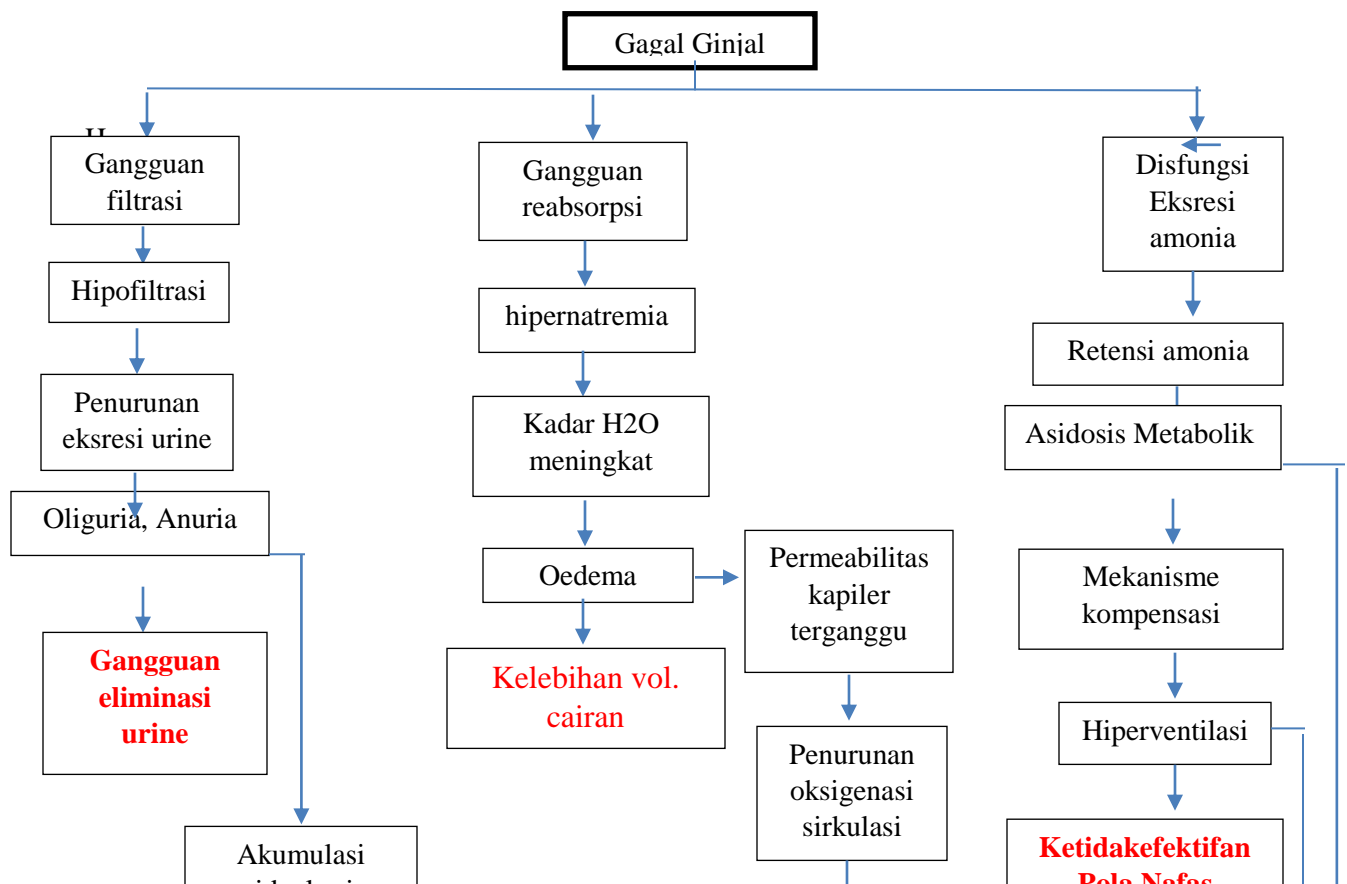 Gagal Ginjal
Gangguan
filtrasi
Gangguan
reabsorpsi
Disfungsi
Eksresi
amonia
Hipofiltrasi
hipernatremia
Retensi amonia
Penurunan
eksresi urine
Kadar H2O
meningkat
Asidosis Metabolik
Oliguria, Anuria
Oedema
Permeabilitas
kapiler
terganggu
Mekanisme
kompensasi
Gangguan
eliminasi
urine
Kelebihan vol.
cairan
Penurunan
oksigenasi
sirkulasi
Hiperventilasi
Ketidakefektifan
Pola Nafas
Akumulasi